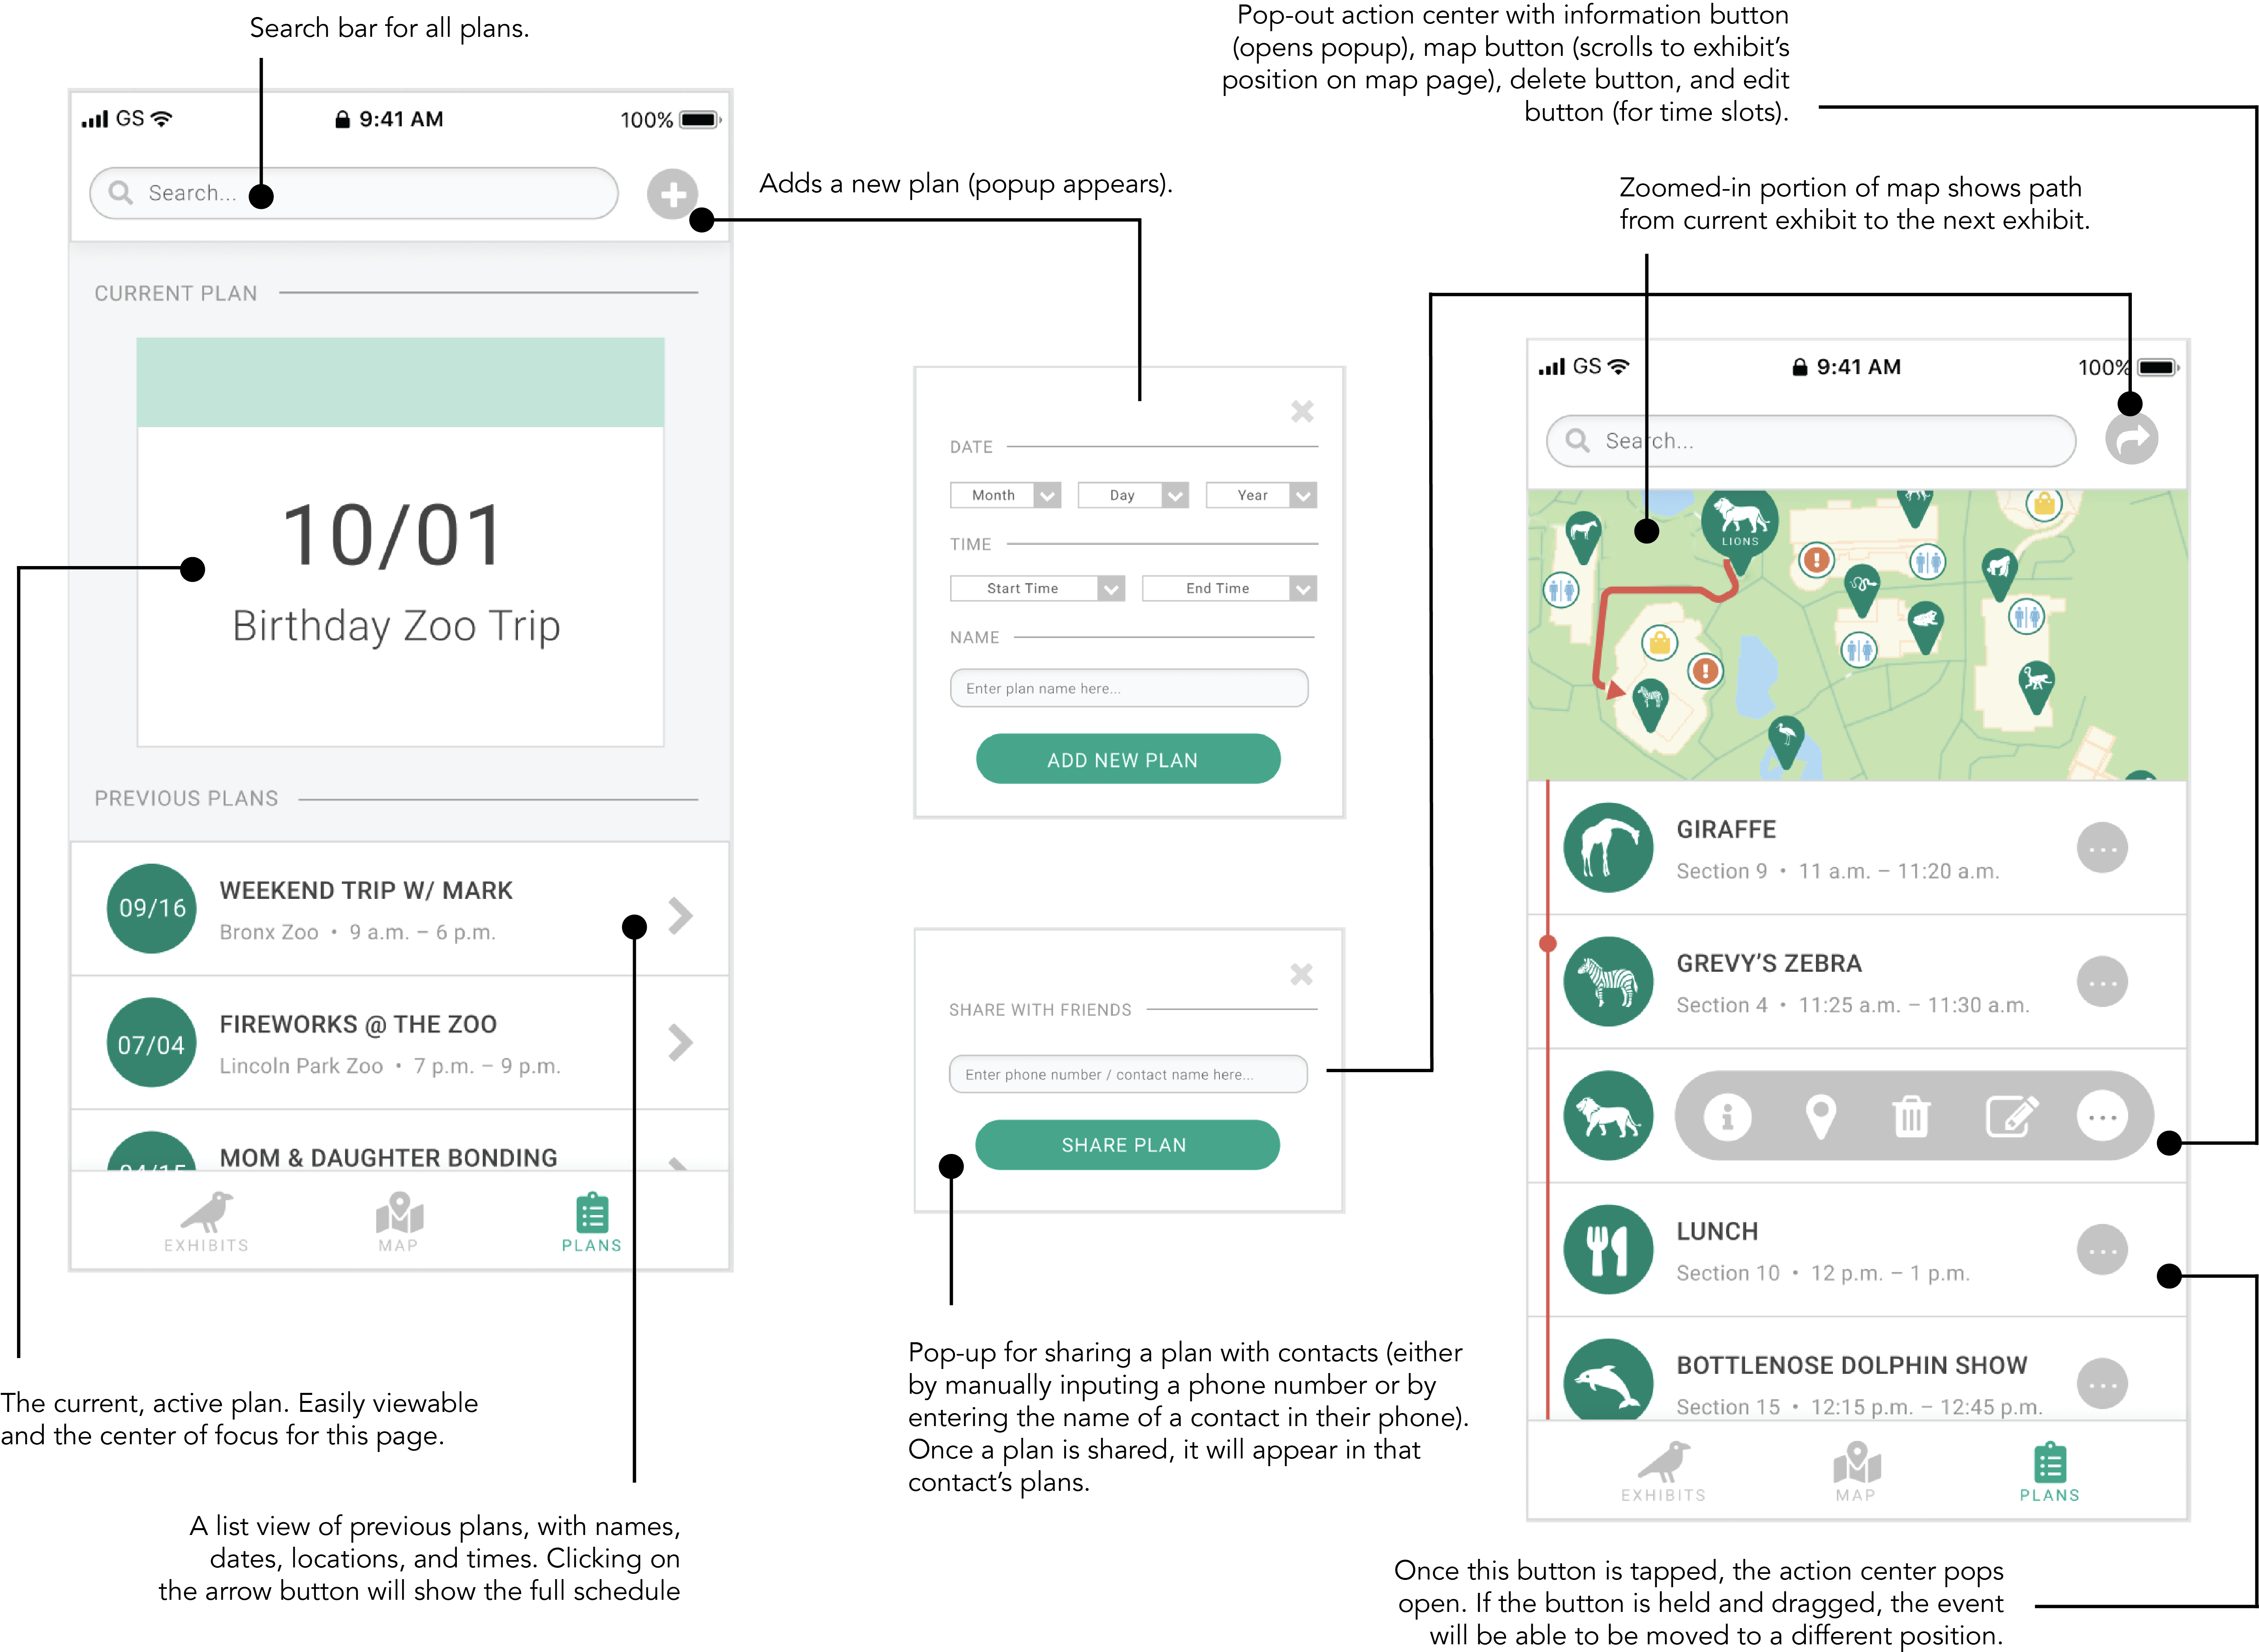 Search bar for all plans.
GS
9:41 AM
100%
Search...
CURRENT PLAN
10/01
Birthday Zoo Trip
PREVIOUS PLANS
09/16
WEEKEND TRIP W/ MARK
Bronx Zoo • 9 a.m. – 6 p.m.
07/04
FIREWORKS @ THE ZOO
Lincoln Park Zoo • 7 p.m. – 9 p.m.
MOM & DAUGHTER BONDING
EXHIBITS
MAP
PLANS
The current, active plan. Easily viewable
and the center of focus for this page.
A list view of previous plans, with names,
dates, locations, and times. Clicking on
the arrow button will show the full schedule
Adds a new plan (popup appears).
DATE
Month
Day
Year
TIME
Start Time
End Time
NAME
Enter plan name here...
ADD NEW PLAN
SHARE WITH FRIENDS
Enter phone number / contact name here...
SHARE PLAN
Pop-up for sharing a plan with contacts (either
by manually inputing a phone number or by
entering the name of a contact in their phone).
Once a plan is shared, it will appear in that
contact's plans.
Pop-out action center with information button
(opens popup), map button (scrolls to exhibit's
position on map page), delete button, and edit
button (for time slots).
Zoomed-in portion of map shows path
from current exhibit to the next exhibit.
GS
9:41 AM
100%
Search...
LIONS
GIRAFFE
Section 9 • 11 a.m. – 11:20 a.m.
GREVY'S ZEBRA
Section 4 • 11:25 a.m. – 11:30 a.m.
LUNCH
Section 10 • 12 p.m. – 1 p.m.
BOTTLENOSE DOLPHIN SHOW
Section 15 • 12:15 p.m. – 12:45 p.m.
EXHIBITS
MAP
PLANS
Once this button is tapped, the action center pops
open. If the button is held and dragged, the event
will be able to be moved to a different position.